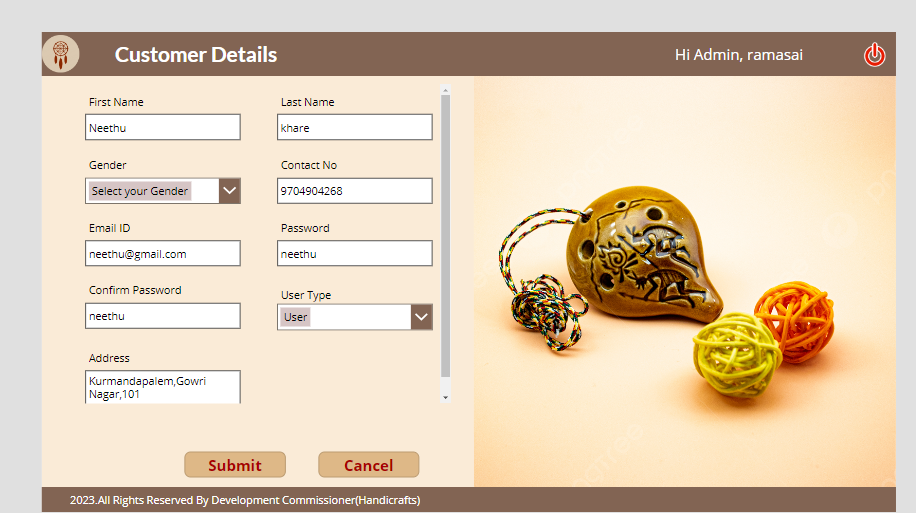 Customer Details
Hi Admin, ramasai
First Name
Last Name
Neethu
khare
Gender
Contact No
Select your Gender
9704904268
Email ID
Password
neethu@gmail.com
neethu
Confirm Password
User Type
neethu
User
Address
Kurmandapalem,Gowri
Nagar,101
Submit
Cancel
2023.All Rights Reserved By Development Commissioner(Handicrafts)